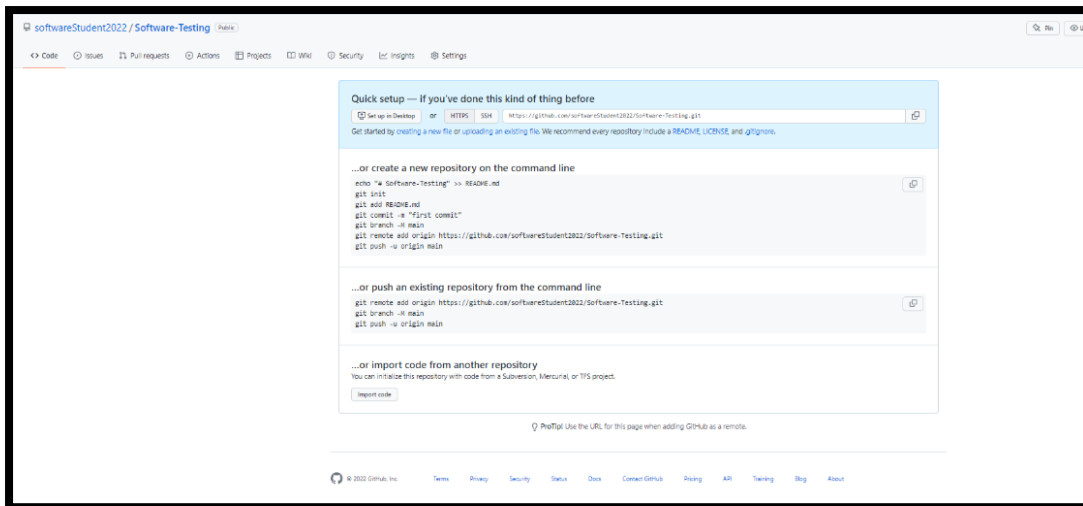 softwareStudent2022 / Software-Testing Public
Pin
<> Code Issues Pull requests Actions Projects Wiki Security Insights Settings
Quick setup — if you've done this kind of thing before
Set up in Desktop or HTTPS SSH https://github.com/softwareStudent2022/Software-Testing.git
Get started by creating a new file or uploading an existing file. We recommend every repository include a README, LICENSE, and .gitignore.
...or create a new repository on the command line
echo "# Software-Testing" >> README.md
git init
git add README.md
git commit -m "first commit"
git branch -M main
git remote add origin https://github.com/softwareStudent2022/Software-Testing.git
git push -u origin main
...or push an existing repository from the command line
git remote add origin https://github.com/softwareStudent2022/Software-Testing.git
git branch -M main
git push -u origin main
...or import code from another repository
You can initialize this repository with code from a Subversion, Mercurial, or TFS project.
Import code
ProTip! Use the URL for this page when adding GitHub as a remote.
© 2022 GitHub, Inc. Terms Privacy Security Status Docs Contact GitHub Pricing API Training Blog About